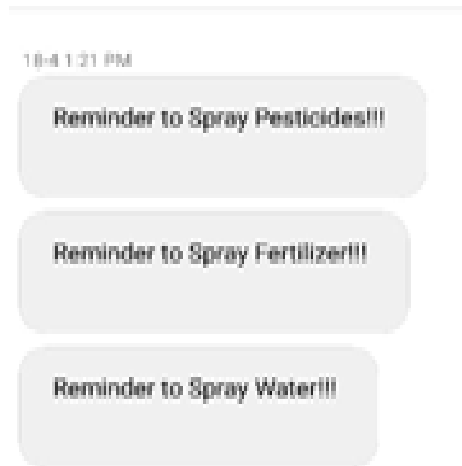 18-4 1:21 PM
Reminder to Spray Pesticides!!!
Reminder to Spray Fertilizer!!!
Reminder to Spray Water!!!